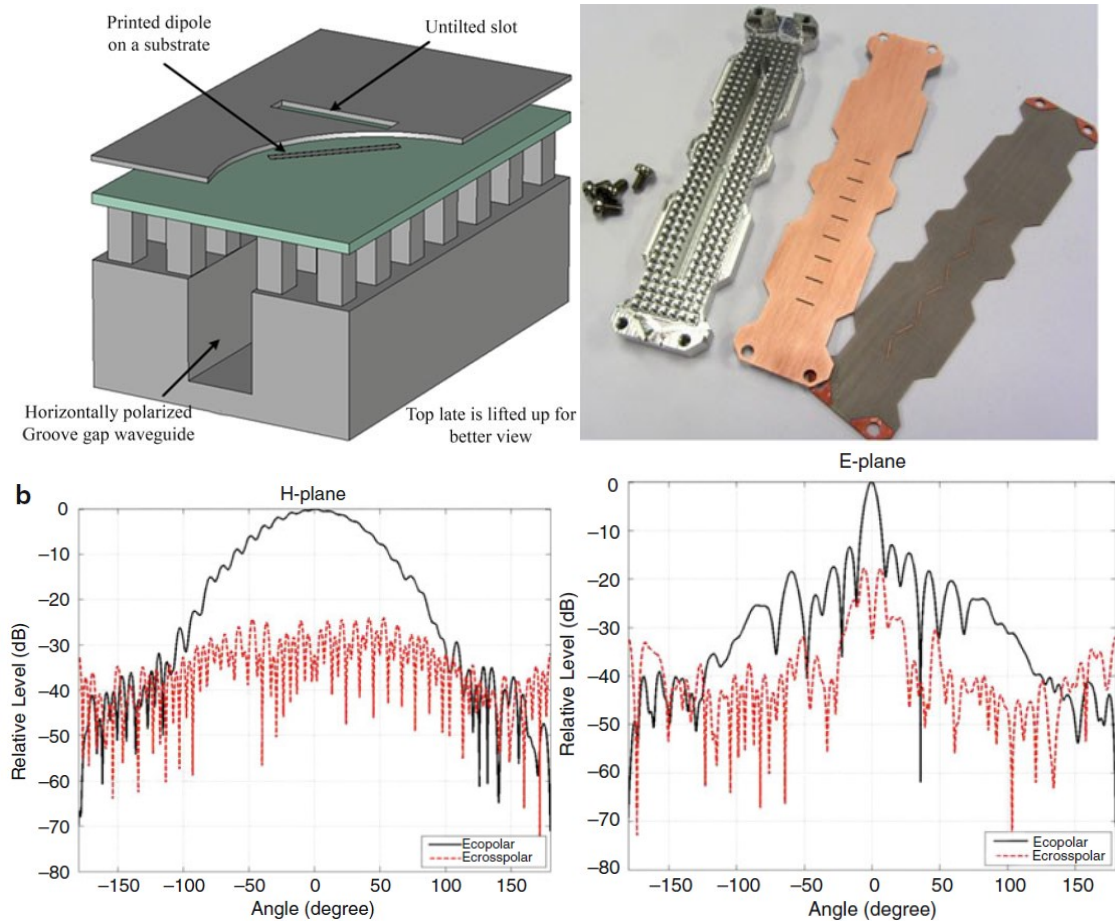 Printed dipole
on a substrate
Untilted slot
Horizontally polarized
Groove gap waveguide
Top late is lifted up for
better view
b
H-plane
0
–10
–20
–30
–40
–50
–60
–70
–80
Relative Level (dB)
–150
–100
–50
0
50
100
150
Angle (degree)
Ecopolar
Ecrosspolar
E-plane
0
–10
–20
–30
–40
–50
–60
–70
–80
Relative Level (dB)
–150
–100
–50
0
50
100
150
Angle (degree)
Ecopolar
Ecrosspolar